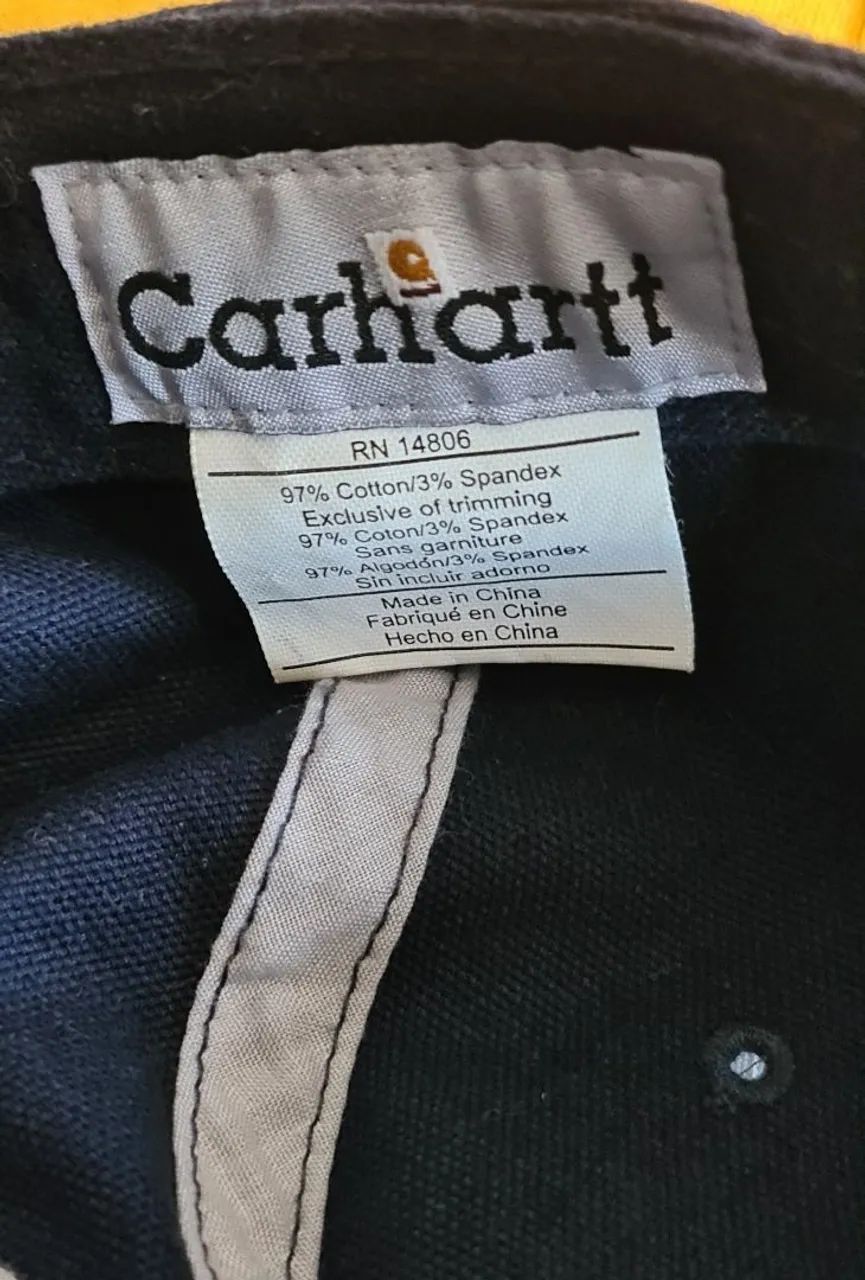 Carhartt
RN 14806
97% Cotton/3% Spandex
Exclusive of trimming
97% Coton/3% Spandex
Sans garniture
97% Algodón/3% Spandex
Sin incluir adorno
Made in China
Fabriqué en Chine
Hecho en China